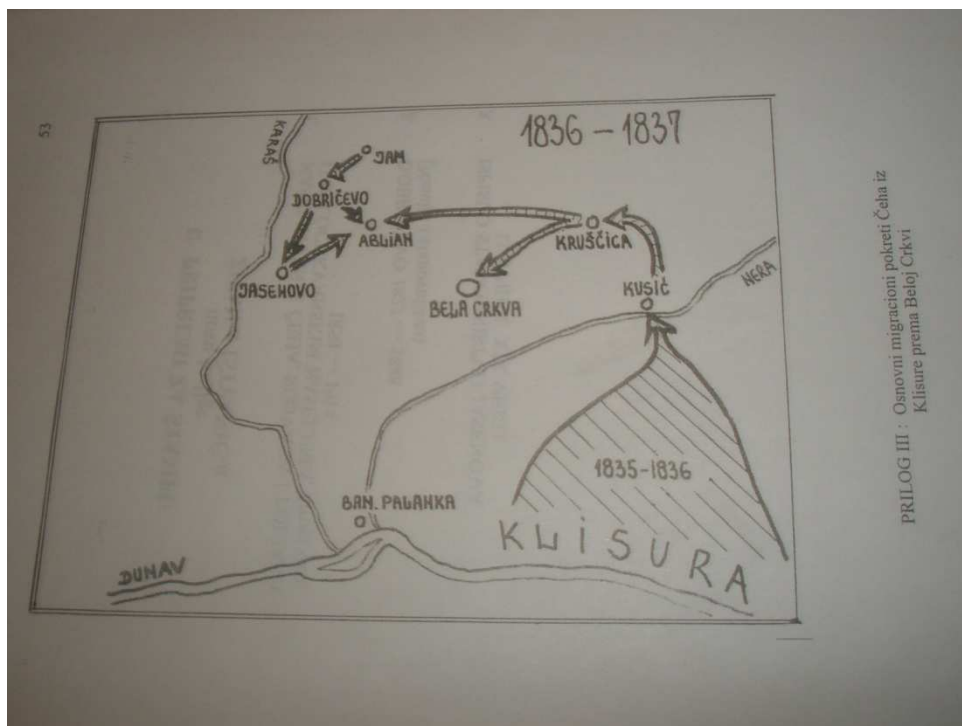 53
1836 – 1837
KARAŠ
JAM
DOBRIČEVO
ABLIAN
KRUŠČICA
JASENOVO
BELA CRKVA
KUSIĆ
NERA
1835-1836
BAN. PALANKA
KLISURA
DUNAV
PRILOG III : Osnovni migracioni pokreti Čeha iz
Klisure prema Beloj Crkvi